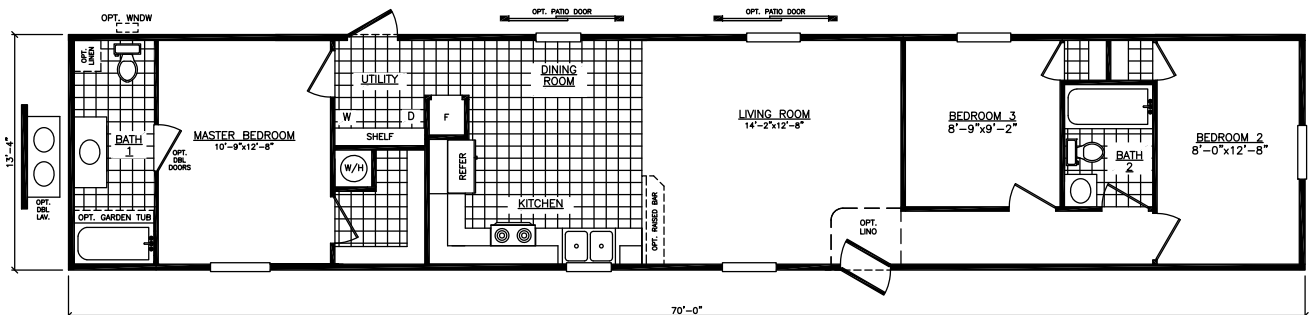 OPT. WNDW
OPT. PATIO DOOR
OPT. PATIO DOOR
OPT.
LINEN
UTILITY
DINING
ROOM
W D
F
SHELF
LIVING ROOM
14'-2"x12'-8"
BEDROOM 3
8'-9"x9'-2"
BEDROOM 2
8'-0"x12'-8"
BATH
1
MASTER BEDROOM
10'-9"x12'-8"
OPT.
DBL
DOORS
13'-4"
W/H
REFER
BATH
2
OPT.
DBL
LAV.
OPT. GARDEN TUB
KITCHEN
OPT. RAISED BAR
OPT.
LINO
70'-0"